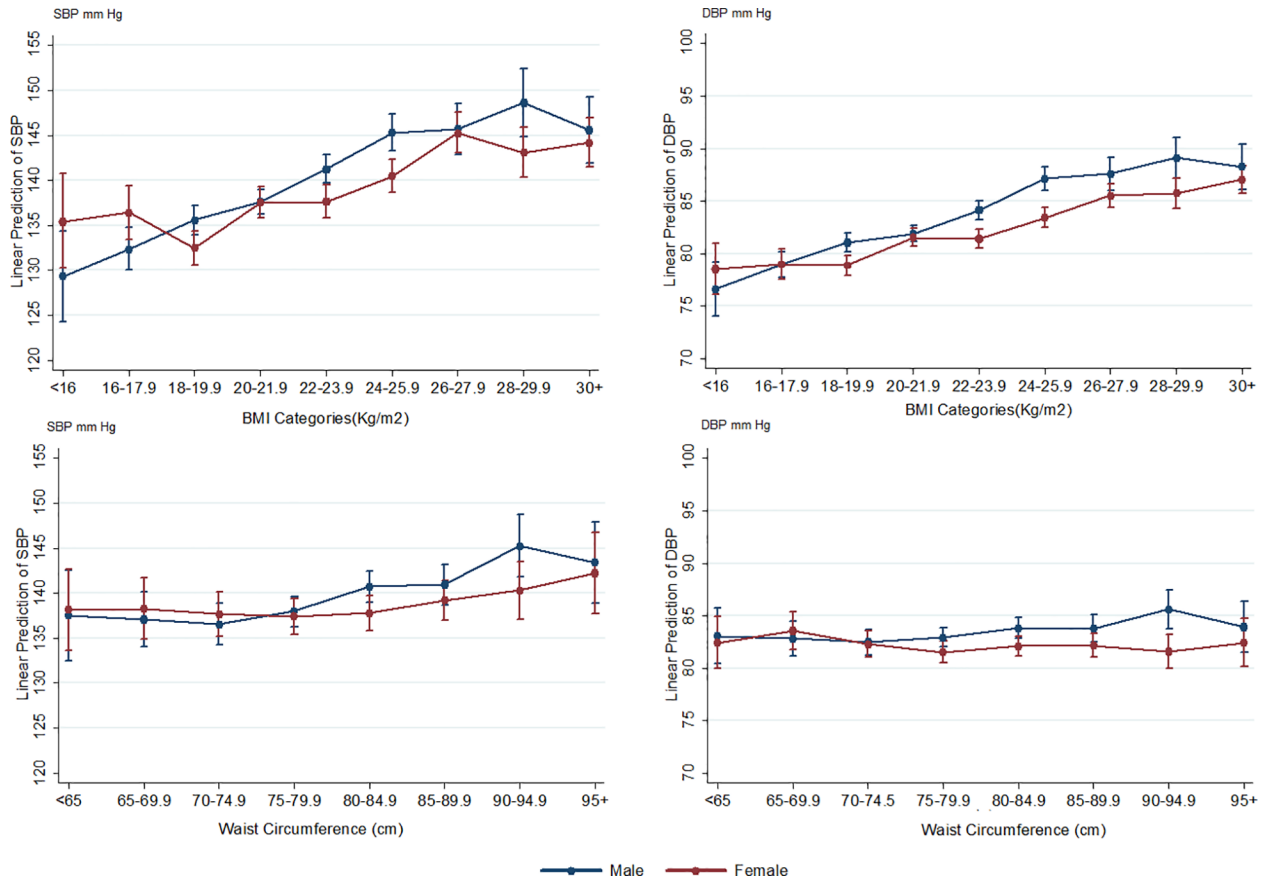 SBP mm Hg
Linear Prediction of SBP
155
150
145
140
135
130
125
120
<16 16-17.9 18-19.9 20-21.9 22-23.9 24-25.9 26-27.9 28-29.9 30+
BMI Categories(Kg/m2)
DBP mm Hg
Linear Prediction of DBP
100
95
90
85
80
75
70
<16 16-17.9 18-19.9 20-21.9 22-23.9 24-25.9 26-27.9 28-29.9 30+
BMI Categories(Kg/m2)
SBP mm Hg
Linear Prediction of SBP
155
150
145
140
135
130
125
120
<65 65-69.9 70-74.9 75-79.9 80-84.9 85-89.9 90-94.9 95+
Waist Circumference (cm)
DBP mm Hg
Linear Prediction of DBP
100
95
90
85
80
75
70
<65 65-69.9 70-74.5 75-79.9 80-84.9 85-89.9 90-94.9 95+
Waist Circumference (cm)
Male Female